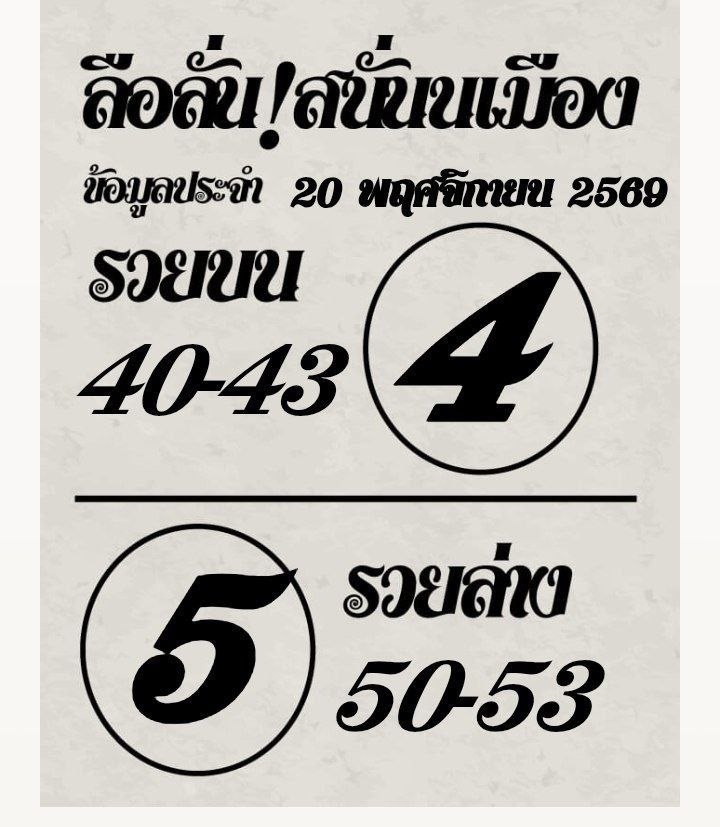 ลือลั่น!สนั่นนเมือง
ข้อมูลประจำ 20 พฤศจิกายน 2569
รวยบน
40-43
4
5
รวยล่าง
50-53